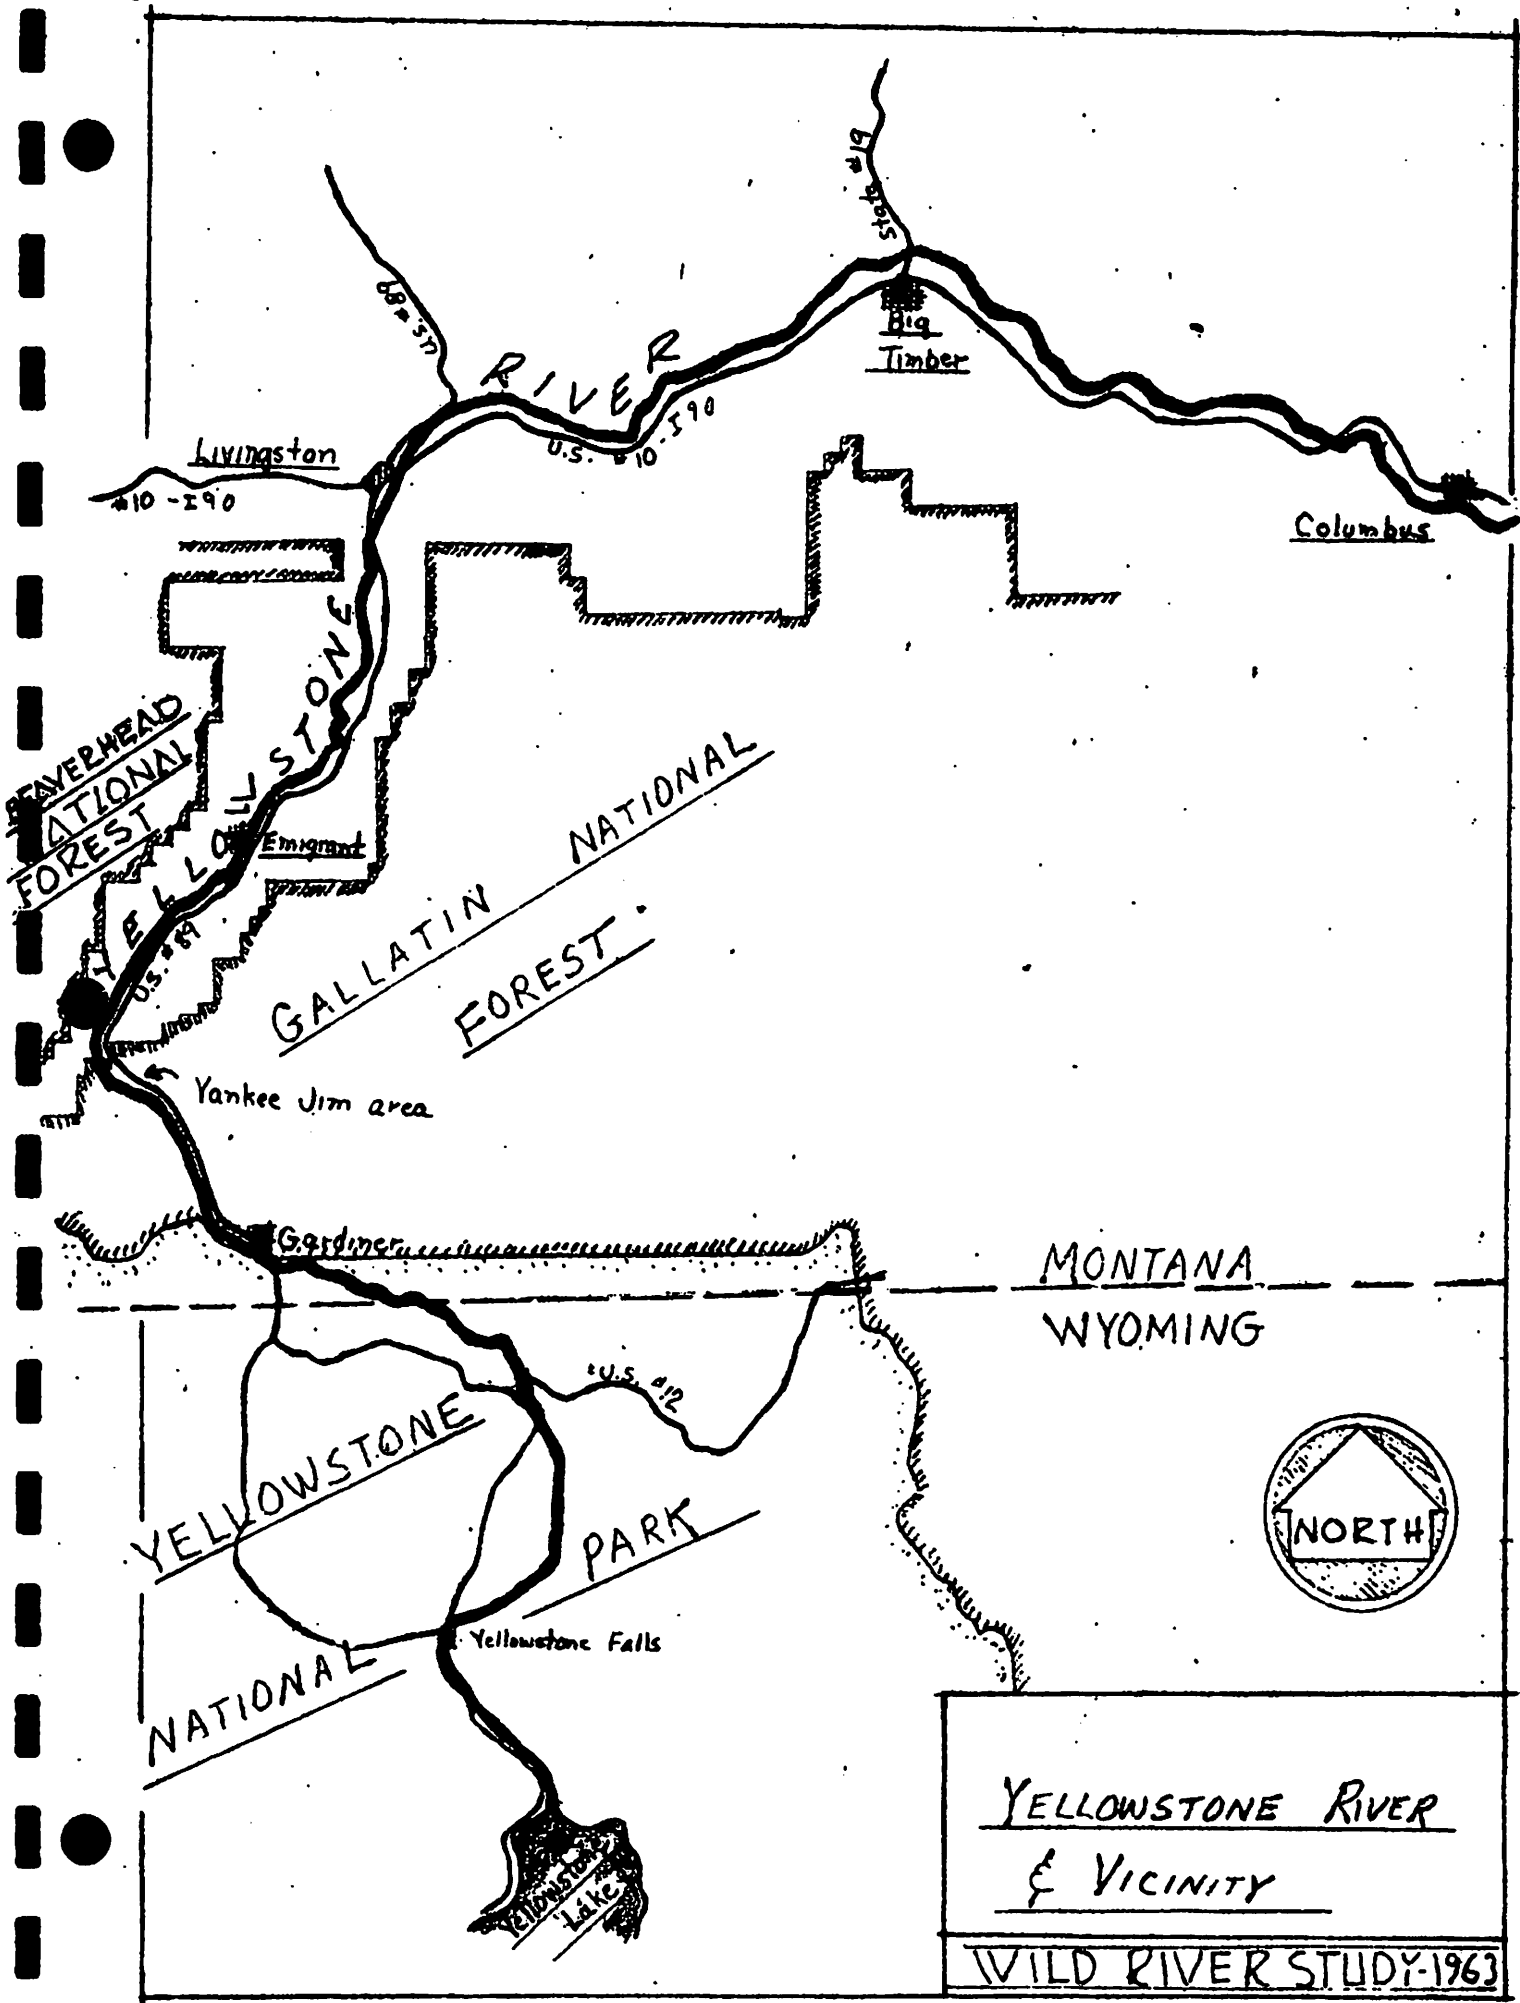 State #19
U.S. #89
RIVER
Big
Timber
U.S. #10-I90
Livingston
#10-I90
Columbus
YELLOWSTONE
BEAVERHEAD
NATIONAL
FOREST
Emigrant
GALLATIN NATIONAL
FOREST
U.S. #89
Yankee Jim area
Gardiner
MONTANA
WYOMING
U.S. #12
YELLOWSTONE
PARK
NORTH
Yellowstone Falls
NATIONAL
Yellowstone
Lake
YELLOWSTONE RIVER
& VICINITY
WILD RIVER STUDY-1963